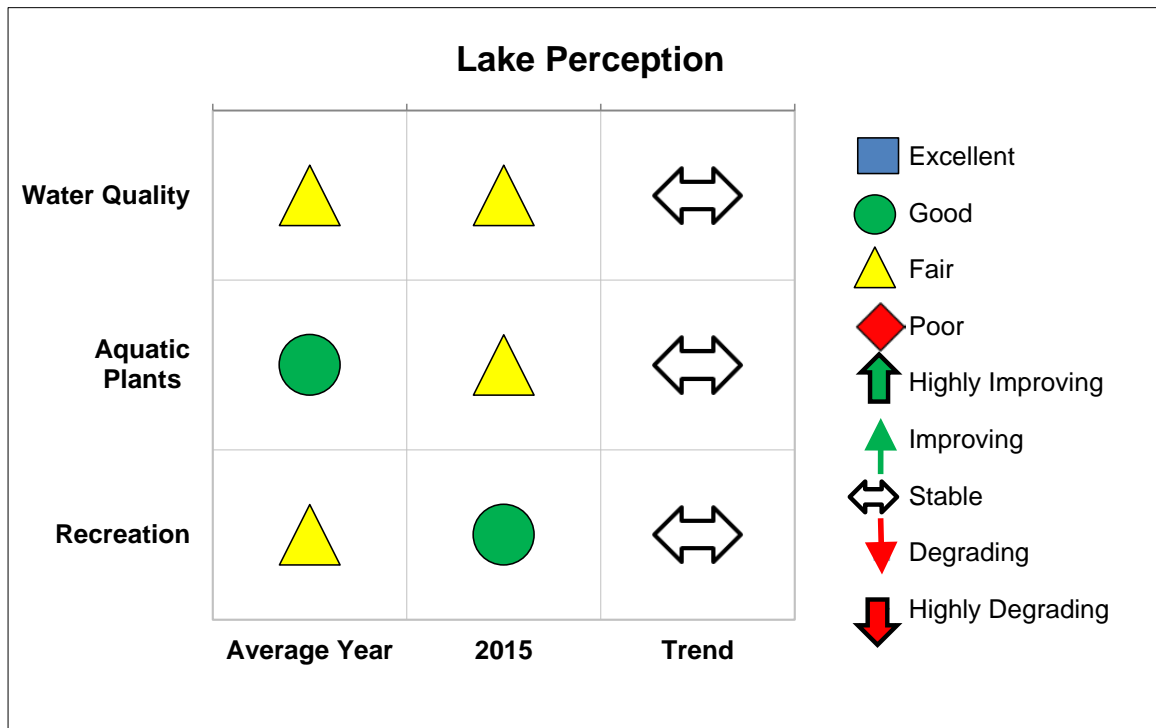 Lake Perception
Water Quality
Aquatic
Plants
Recreation
Average Year
2015
Trend
Excellent
Good
Fair
Poor
Highly Improving
Improving
Stable
Degrading
Highly Degrading